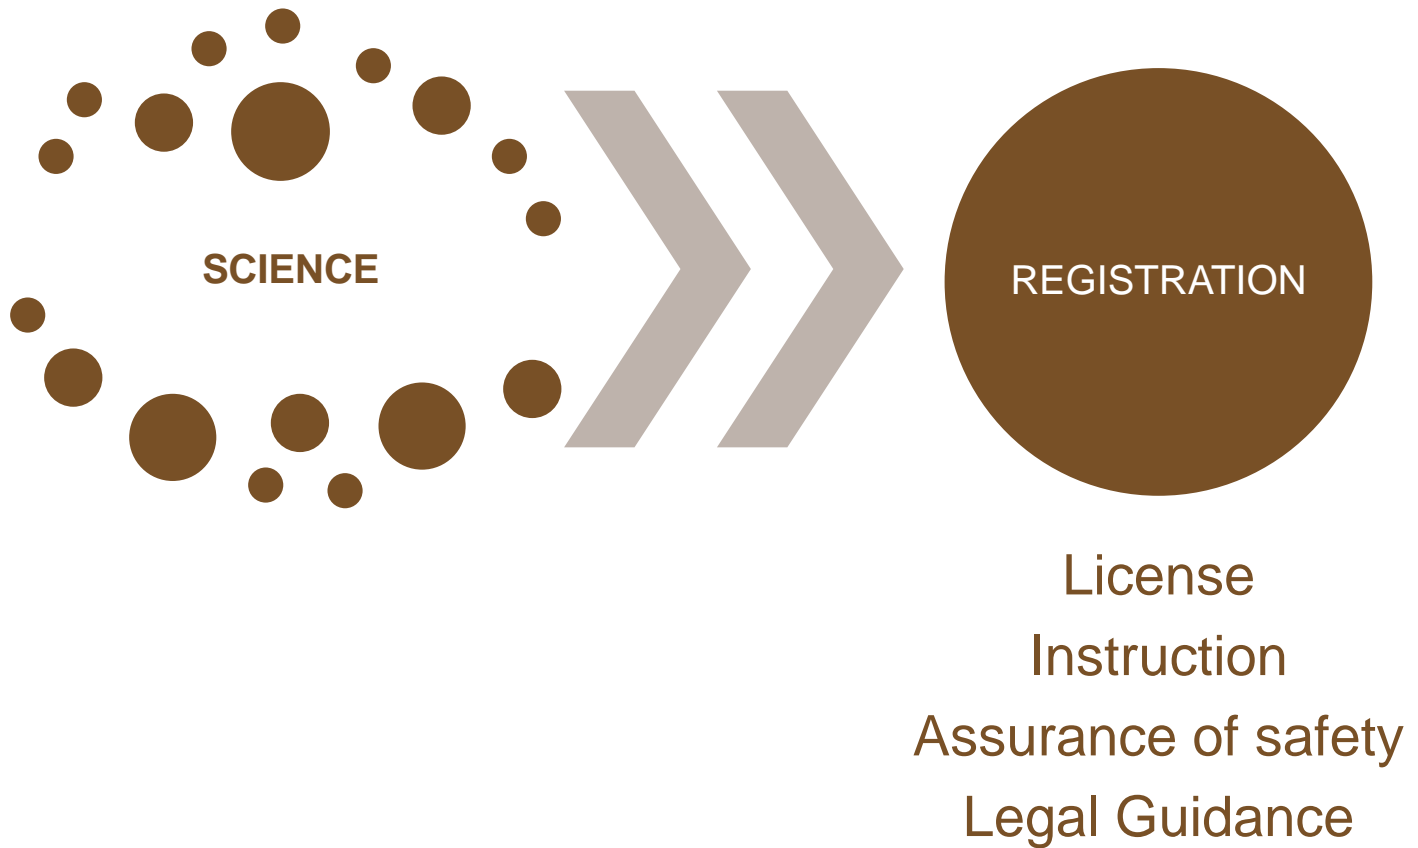 SCIENCE
REGISTRATION
License
Instruction
Assurance of safety
Legal Guidance